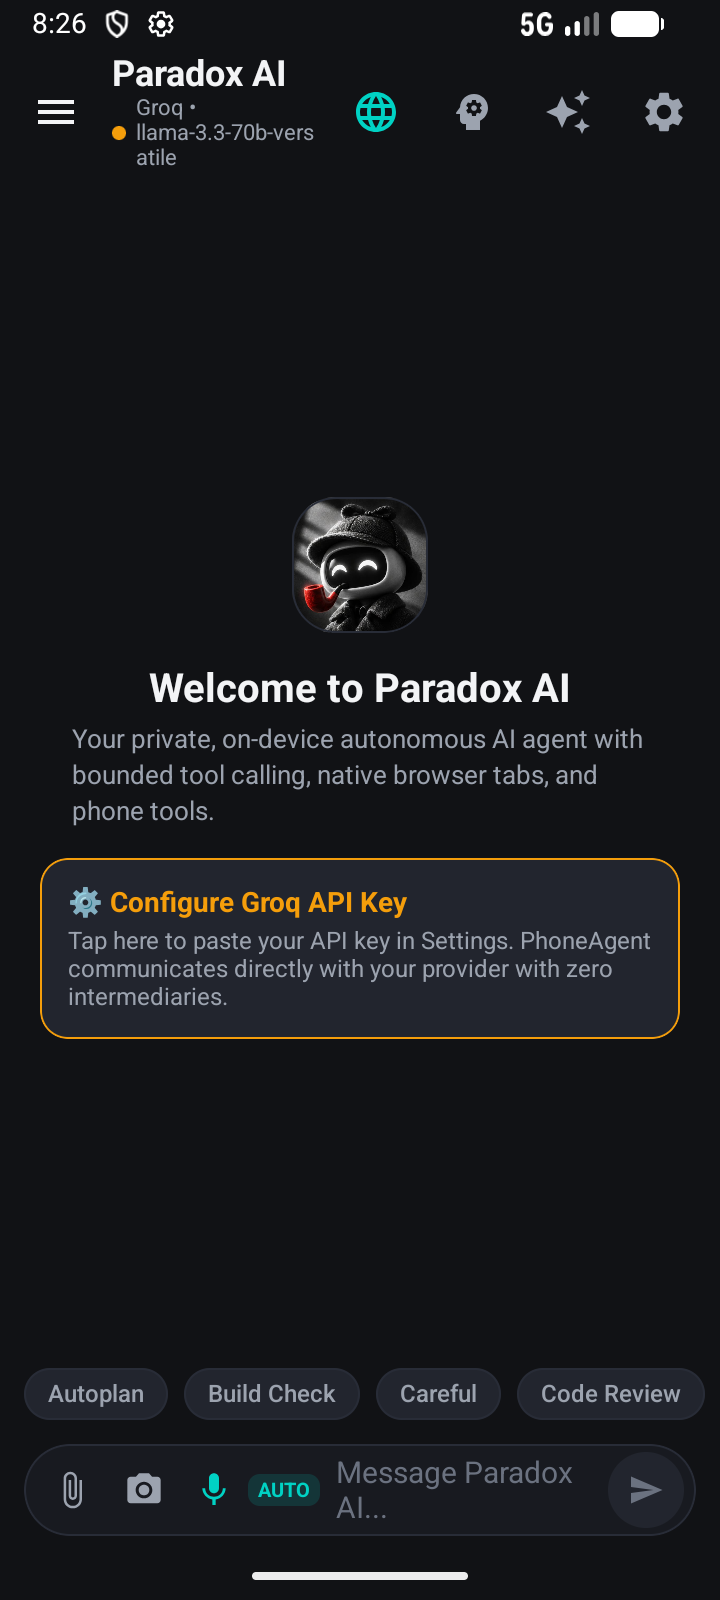 8:26
5G
Paradox AI
Groq •
llama-3.3-70b-vers
atile
Welcome to Paradox AI
Your private, on-device autonomous AI agent with
bounded tool calling, native browser tabs, and
phone tools.
⚙️ Configure Groq API Key
Tap here to paste your API key in Settings. PhoneAgent
communicates directly with your provider with zero
intermediaries.
Autoplan
Build Check
Careful
Code Review
AUTO
Message Paradox
AI...